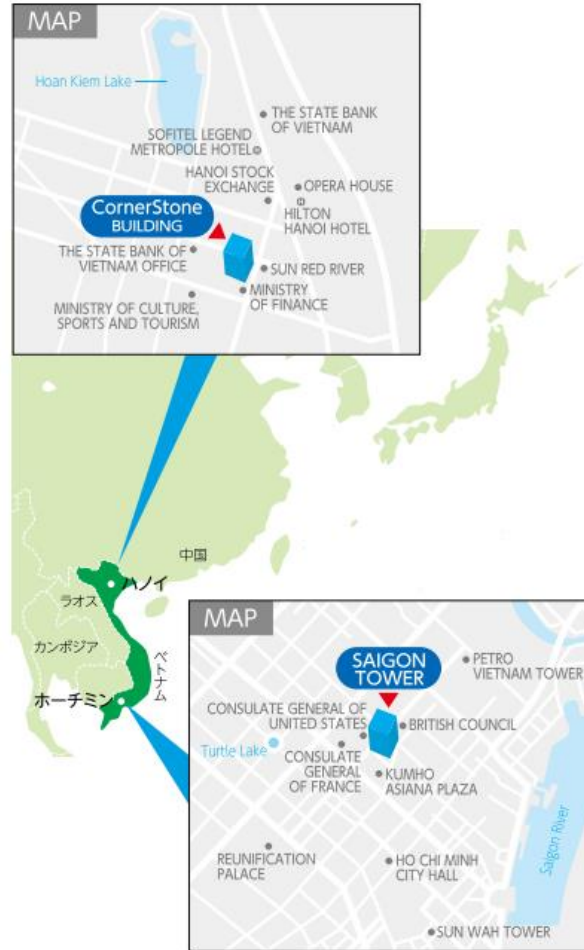 MAP
Hoan Kiem Lake
THE STATE BANK
OF VIETNAM
SOFITEL LEGEND
METROPOLE HOTEL
HANOI STOCK
EXCHANGE
OPERA HOUSE
HILTON
HANOI HOTEL
CornerStone
BUILDING
THE STATE BANK OF
VIETNAM OFFICE
SUN RED RIVER
MINISTRY
OF FINANCE
MINISTRY OF CULTURE,
SPORTS AND TOURISM
中国
ハノイ
ラオス
カンボジア
ベトナム
ホーチミン
MAP
SAIGON
TOWER
PETRO
VIETNAM TOWER
CONSULATE GENERAL OF
UNITED STATES
BRITISH COUNCIL
Turtle Lake
CONSULATE
GENERAL
OF FRANCE
KUMHO
ASIANA PLAZA
Saigon River
REUNIFICATION
PALACE
HO CHI MINH
CITY HALL
SUN WAH TOWER